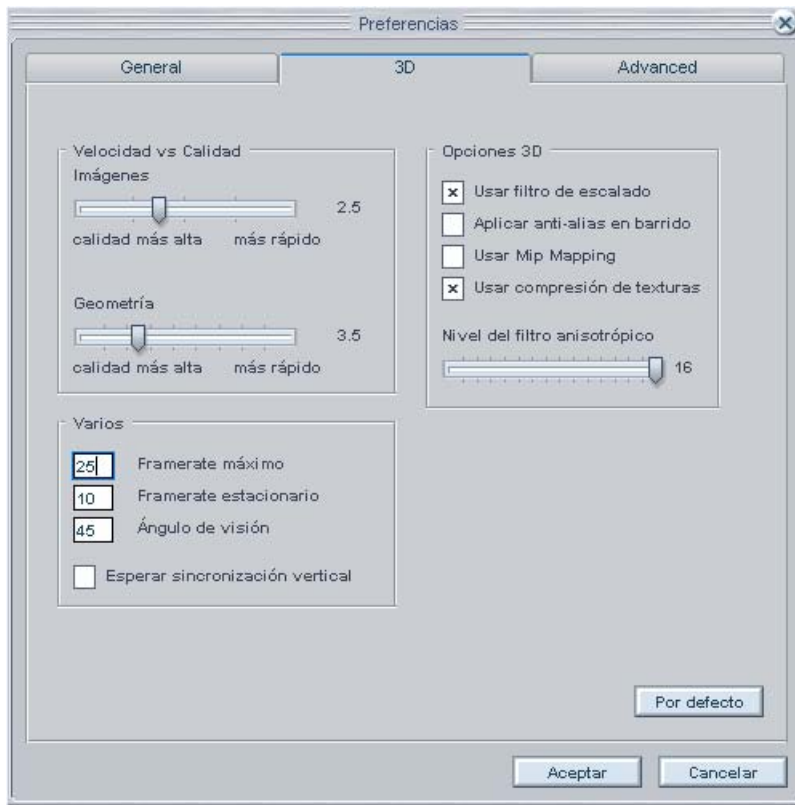 Preferencias
General
3D
Advanced
Velocidad vs Calidad
Imágenes
2.5
calidad más alta más rápido
Geometría
3.5
calidad más alta más rápido
Opciones 3D
Usar filtro de escalado
Aplicar anti-alias en barrido
Usar Mip Mapping
Usar compresión de texturas
Nivel del filtro anisotrópico
16
Varios
25 Framerate máximo
10 Framerate estacionario
45 Ángulo de visión
Esperar sincronización vertical
Por defecto
Aceptar
Cancelar